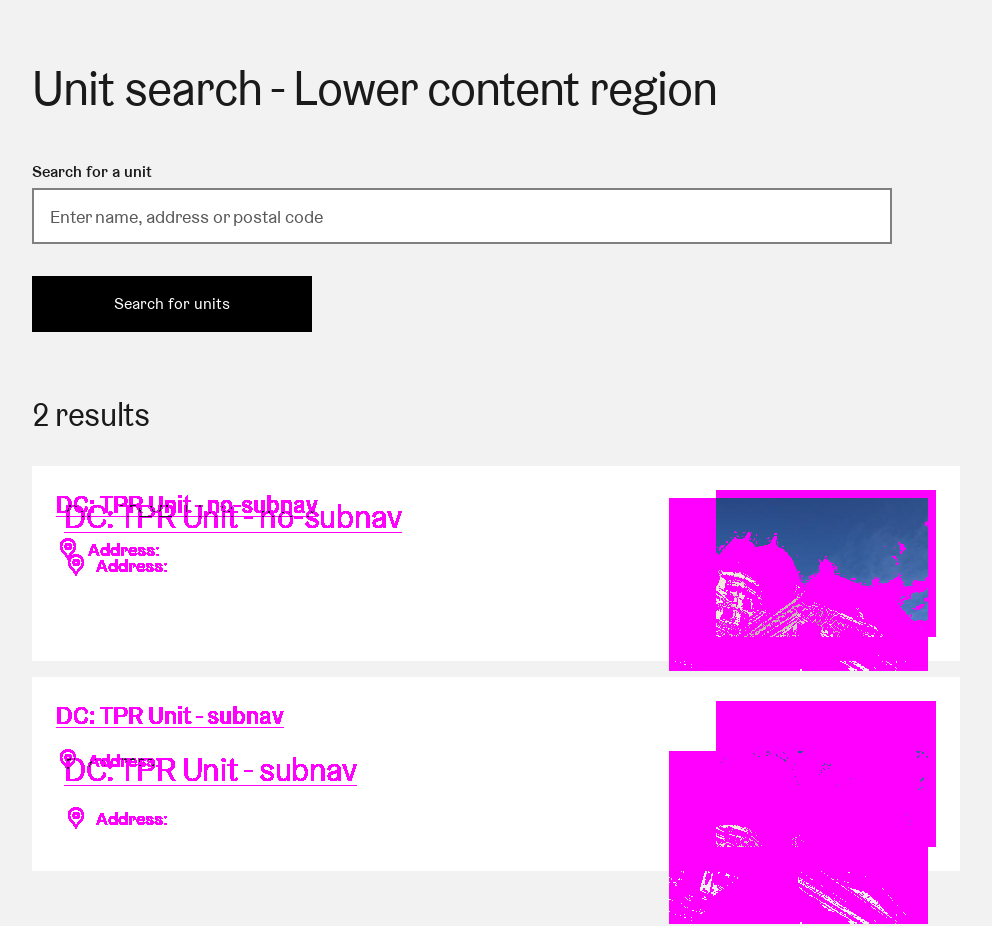 Unit search - Lower content region
Search for a unit
Enter name, address or postal code
Search for units
2 results
DC: TPR Unit - no-subnav
DC: TPR Unit - no-subnav
Address:
Address:
DC: TPR Unit - subnav
Address:
DC: TPR Unit - subnav
Address: